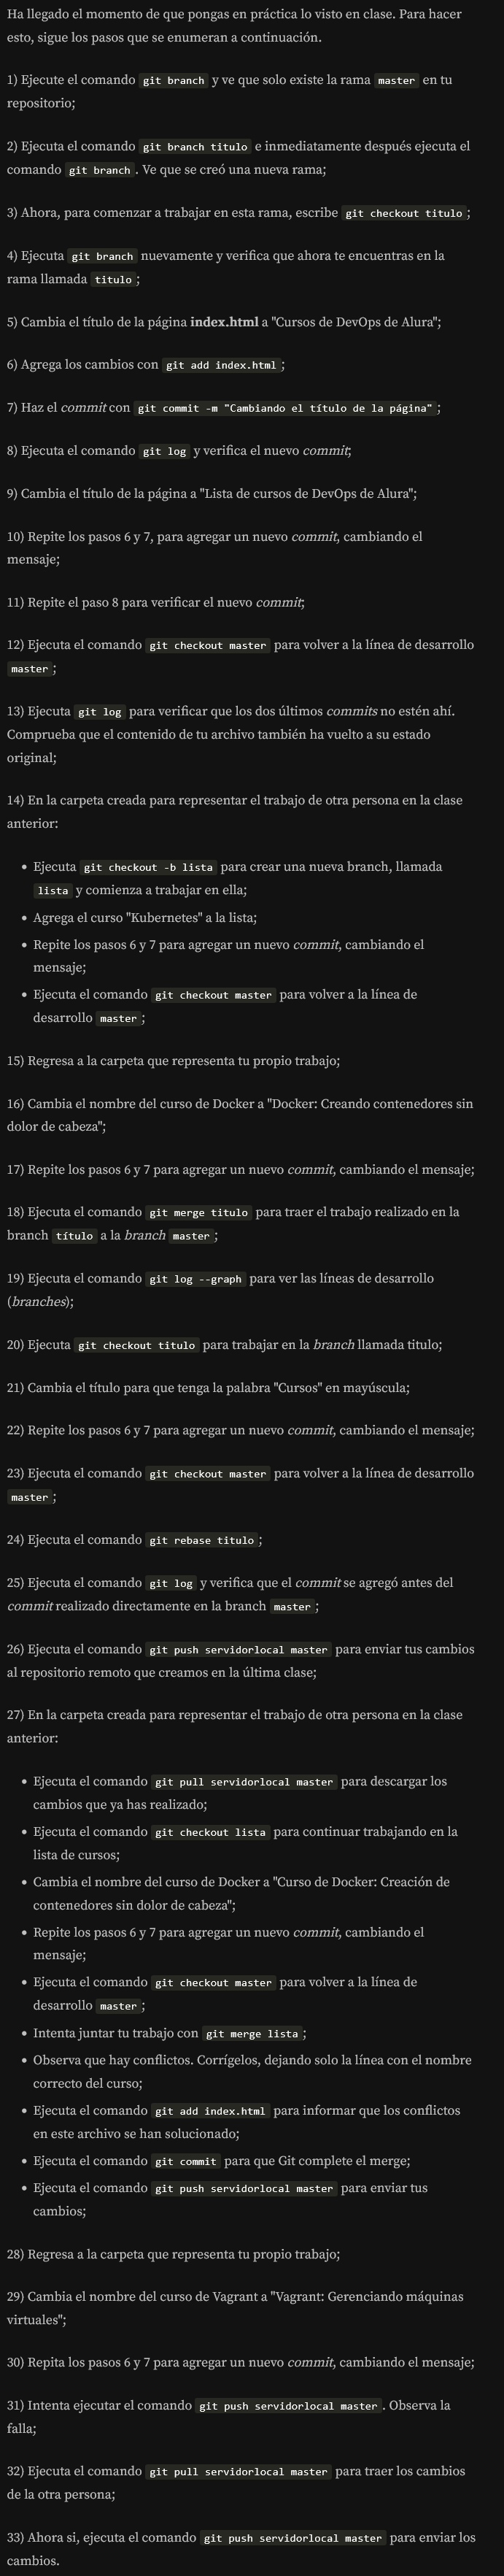 Ha llegado el momento de que pongas en práctica lo visto en clase. Para hacer
esto, sigue los pasos que se enumeran a continuación.
1) Ejecute el comando git branch y ve que solo existe la rama master en tu
repositorio;
2) Ejecuta el comando git branch titulo e inmediatamente después ejecuta el
comando git branch. Ve que se creó una nueva rama;
3) Ahora, para comenzar a trabajar en esta rama, escribe git checkout titulo;
4) Ejecuta git branch nuevamente y verifica que ahora te encuentras en la
rama llamada titulo;
5) Cambia el título de la página index.html a "Cursos de DevOps de Alura";
6) Agrega los cambios con git add index.html;
7) Haz el commit con git commit -m "Cambiando el título de la página";
8) Ejecuta el comando git log y verifica el nuevo commit;
9) Cambia el título de la página a "Lista de cursos de DevOps de Alura";
10) Repite los pasos 6 y 7, para agregar un nuevo commit, cambiando el
mensaje;
11) Repite el paso 8 para verificar el nuevo commit;
12) Ejecuta el comando git checkout master para volver a la línea de desarrollo
master;
13) Ejecuta git log para verificar que los dos últimos commits no estén ahí.
Comprueba que el contenido de tu archivo también ha vuelto a su estado
original;
14) En la carpeta creada para representar el trabajo de otra persona en la clase
anterior:
• Ejecuta git checkout -b lista para crear una nueva branch, llamada
lista y comienza a trabajar en ella;
• Agrega el curso "Kubernetes" a la lista;
• Repite los pasos 6 y 7 para agregar un nuevo commit, cambiando el
mensaje;
• Ejecuta el comando git checkout master para volver a la línea de
desarrollo master;
15) Regresa a la carpeta que representa tu propio trabajo;
16) Cambia el nombre del curso de Docker a "Docker: Creando contenedores sin
dolor de cabeza";
17) Repite los pasos 6 y 7 para agregar un nuevo commit, cambiando el mensaje;
18) Ejecuta el comando git merge titulo para traer el trabajo realizado en la
branch título a la branch master;
19) Ejecuta el comando git log --graph para ver las líneas de desarrollo
(branches);
20) Ejecuta git checkout titulo para trabajar en la branch llamada titulo;
21) Cambia el título para que tenga la palabra "Cursos" en mayúscula;
22) Repite los pasos 6 y 7 para agregar un nuevo commit, cambiando el mensaje;
23) Ejecuta el comando git checkout master para volver a la línea de desarrollo
master;
24) Ejecuta el comando git rebase titulo;
25) Ejecuta el comando git log y verifica que el commit se agregó antes del
commit realizado directamente en la branch master;
26) Ejecuta el comando git push servidorlocal master para enviar tus cambios
al repositorio remoto que creamos en la última clase;
27) En la carpeta creada para representar el trabajo de otra persona en la clase
anterior:
• Ejecuta el comando git pull servidorlocal master para descargar los
cambios que ya has realizado;
• Ejecuta el comando git checkout lista para continuar trabajando en la
lista de cursos;
• Cambia el nombre del curso de Docker a "Curso de Docker: Creación de
contenedores sin dolor de cabeza";
• Repite los pasos 6 y 7 para agregar un nuevo commit, cambiando el
mensaje;
• Ejecuta el comando git checkout master para volver a la línea de
desarrollo master;
• Intenta juntar tu trabajo con git merge lista;
• Observa que hay conflictos. Corrígelos, dejando solo la línea con el nombre
correcto del curso;
• Ejecuta el comando git add index.html para informar que los conflictos
en este archivo se han solucionado;
• Ejecuta el comando git commit para que Git complete el merge;
• Ejecuta el comando git push servidorlocal master para enviar tus
cambios;
28) Regresa a la carpeta que representa tu propio trabajo;
29) Cambia el nombre del curso de Vagrant a "Vagrant: Gerenciando máquinas
virtuales";
30) Repita los pasos 6 y 7 para agregar un nuevo commit, cambiando el mensaje;
31) Intenta ejecutar el comando git push servidorlocal master. Observa la
falla;
32) Ejecuta el comando git pull servidorlocal master para traer los cambios
de la otra persona;
33) Ahora si, ejecuta el comando git push servidorlocal master para enviar los
cambios.